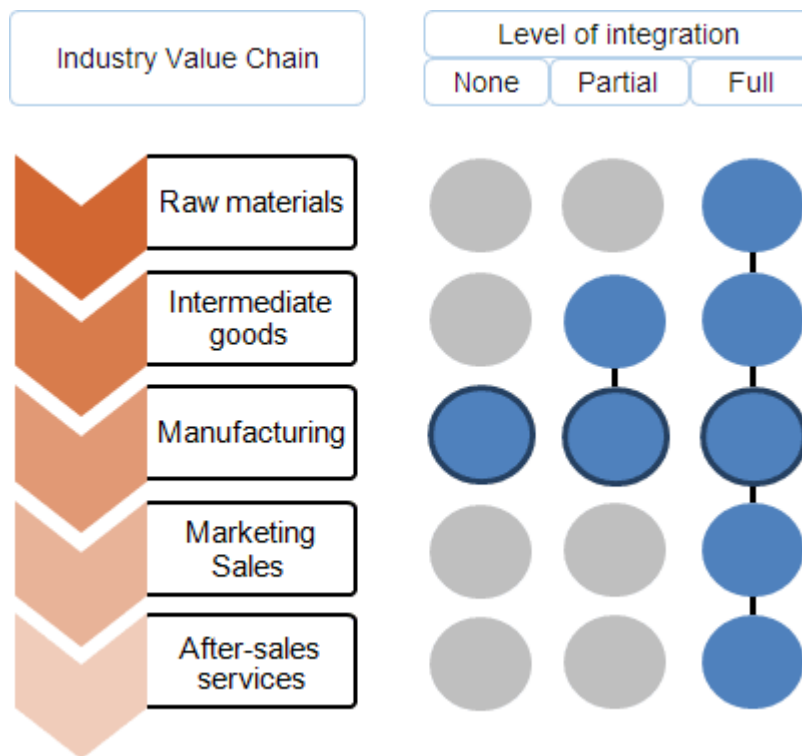 Industry Value Chain
Level of integration
None
Partial
Full
Raw materials
Intermediate
goods
Manufacturing
Marketing
Sales
After-sales
services